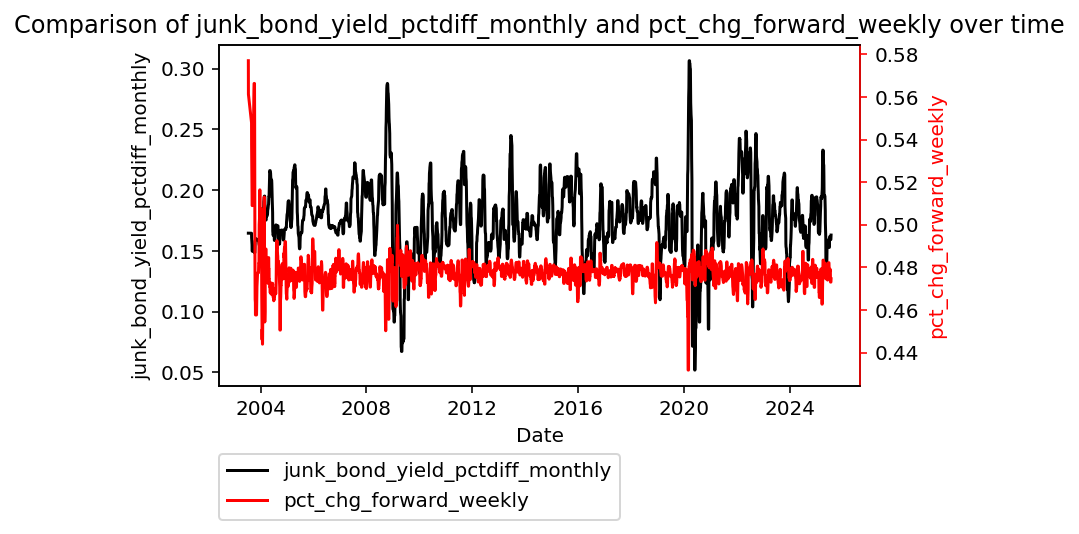 Comparison of junk_bond_yield_pctdiff_monthly and pct_chg_forward_weekly over time
junk_bond_yield_pctdiff_monthly
0.30
0.25
0.20
0.15
0.10
0.05
0.58
0.56
0.54
0.52
0.50
0.48
0.46
0.44
pct_chg_forward_weekly
2004 2008 2012 2016 2020 2024
Date
junk_bond_yield_pctdiff_monthly
pct_chg_forward_weekly